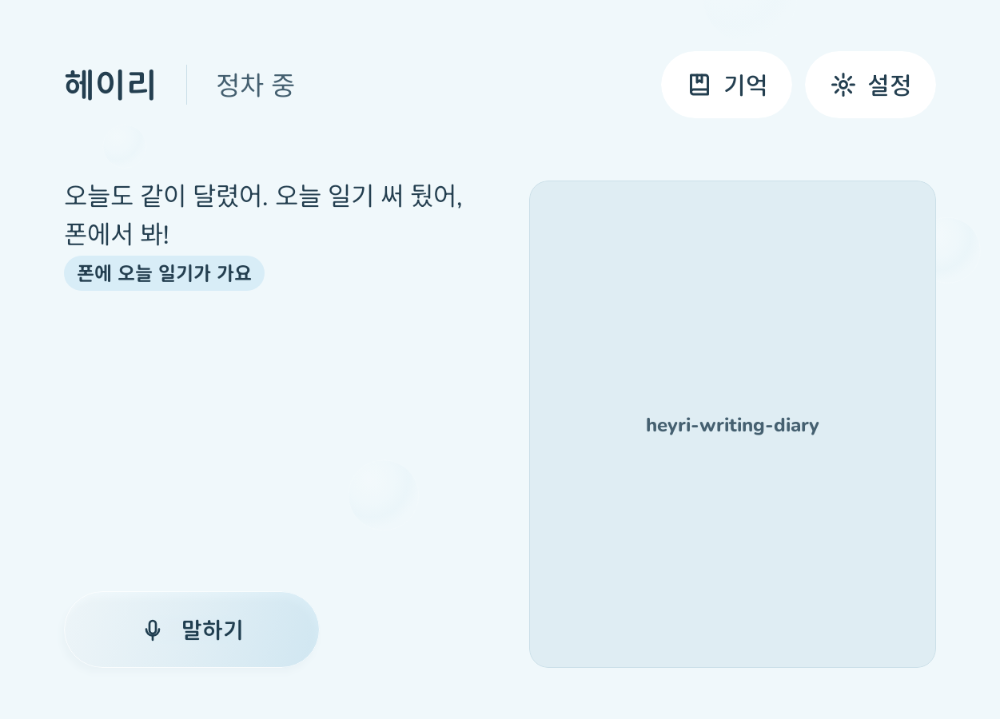 헤이리
정차 중
기억
설정
오늘도 같이 달렸어. 오늘 일기 써 뒀어,
폰에서 봐!
폰에 오늘 일기가 가요
heyri-writing-diary
말하기